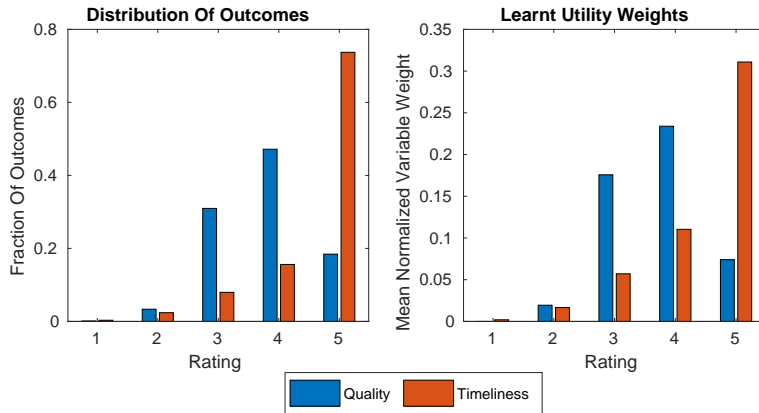 Distribution Of Outcomes
Fraction Of Outcomes
0.8
0.6
0.4
0.2
0
1 2 3 4 5
Rating
Learnt Utility Weights
Mean Normalized Variable Weight
0.35
0.3
0.25
0.2
0.15
0.1
0.05
0
1 2 3 4 5
Rating
Quality Timeliness